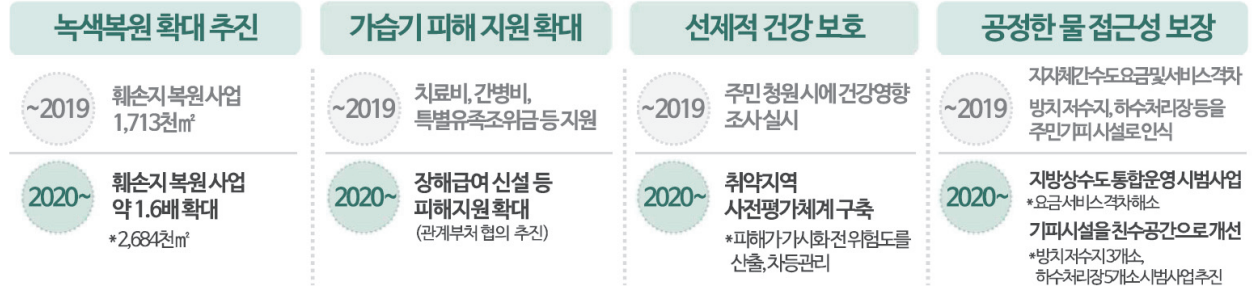 녹색복원 확대 추진
~2019
훼손지 복원 사업
1,713천㎡
2020~
훼손지 복원 사업
약 1.6배 확대
*2,684천㎡
가습기 피해 지원 확대
~2019
치료비, 간병비,
특별유족조위금 등 지원
2020~
장해급여 신설 등
피해지원 확대
(관계부처 협의 추진)
선제적 건강 보호
~2019
주민 청원 시에 건강영향
조사 실시
2020~
취약지역
사전평가체계 구축
*피해가 가시화 전 위험도를
산출, 차등관리
공정한 물 접근성 보장
~2019
지자체간 수도요금 및 서비스 격차
방치 저수지, 하수처리장 등을
주민기피 시설로 인식
2020~
지방상수도 통합운영 시범사업
*요금 서비스 격차 해소
기피시설을 친수공간으로 개선
*방치 저수지 3개소,
하수처리장 5개소 시범사업 추진